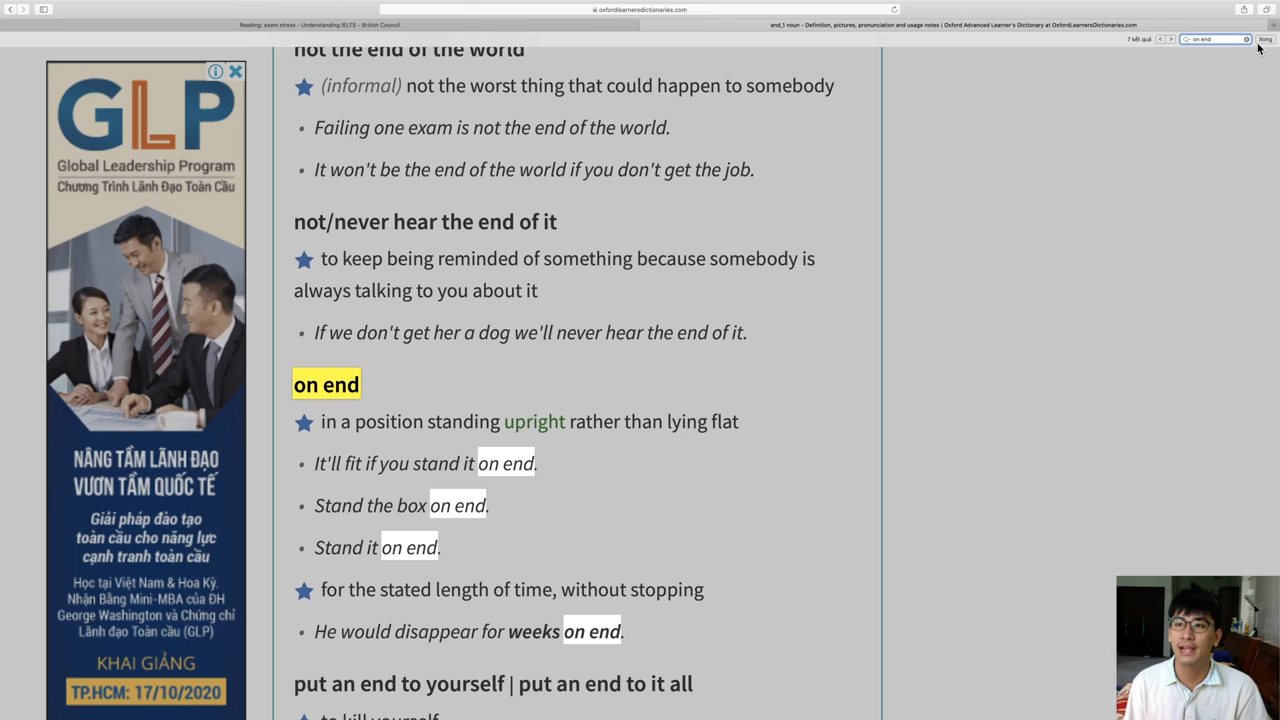 oxfordlearnersdictionaries.com
Reading: exam stress - Understanding IELTS - British Council
end_1 noun - Definition, pictures, pronunciation and usage notes | Oxford Advanced Learner's Dictionary at OxfordLearnersDictionaries.com
7 kết quả
on end
Xong
not the end of the world
(informal) not the worst thing that could happen to somebody
• Failing one exam is not the end of the world.
• It won't be the end of the world if you don't get the job.
not/never hear the end of it
to keep being reminded of something because somebody is
always talking to you about it
• If we don't get her a dog we'll never hear the end of it.
on end
in a position standing upright rather than lying flat
• It'll fit if you stand it on end.
• Stand the box on end.
• Stand it on end.
for the stated length of time, without stopping
• He would disappear for weeks on end.
put an end to yourself | put an end to it all
to kill yourself
GLP
Global Leadership Program
Chương Trình Lãnh Đạo Toàn Cầu
NÂNG TẦM LÃNH ĐẠO
VƯƠN TẦM QUỐC TẾ
Giải pháp đào tạo
toàn cầu cho năng lực
cạnh tranh toàn cầu
Học tại Việt Nam & Hoa Kỳ.
Nhận Bằng Mini-MBA của ĐH
George Washington và Chứng chỉ
Lãnh đạo Toàn cầu (GLP)
KHAI GIẢNG
TP.HCM: 17/10/2020